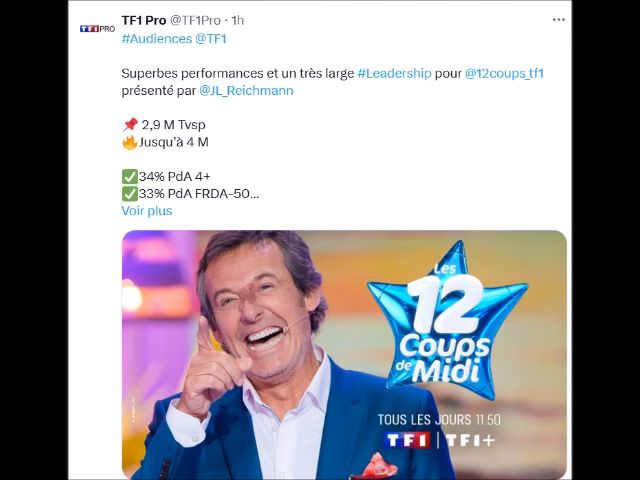 TF1 Pro @TF1Pro · 1h
TF1 PRO
#Audiences @TF1
Superbes performances et un très large #Leadership pour @12coups_tf1
présenté par @JL_Reichmann
📌 2,9 M Tvsp
🔥Jusqu'à 4 M
✅34% PdA 4+
✅33% PdA FRDA-50...
Voir plus
Les
12
Coups
de Midi
TOUS LES JOURS 11:50
TF1 | TF1+